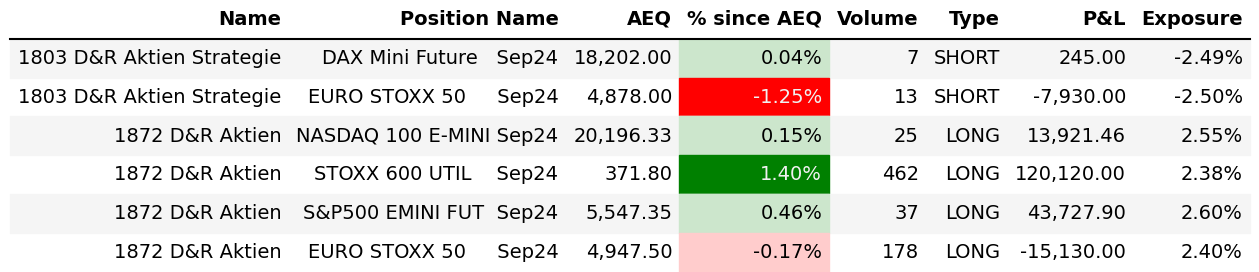 Name Position Name AEQ % since AEQ Volume Type P&L Exposure
1803 D&R Aktien Strategie DAX Mini Future Sep24 18,202.00 0.04% 7 SHORT 245.00 -2.49%
1803 D&R Aktien Strategie EURO STOXX 50 Sep24 4,878.00 -1.25% 13 SHORT -7,930.00 -2.50%
1872 D&R Aktien NASDAQ 100 E-MINI Sep24 20,196.33 0.15% 25 LONG 13,921.46 2.55%
1872 D&R Aktien STOXX 600 UTIL Sep24 371.80 1.40% 462 LONG 120,120.00 2.38%
1872 D&R Aktien S&P500 EMINI FUT Sep24 5,547.35 0.46% 37 LONG 43,727.90 2.60%
1872 D&R Aktien EURO STOXX 50 Sep24 4,947.50 -0.17% 178 LONG -15,130.00 2.40%